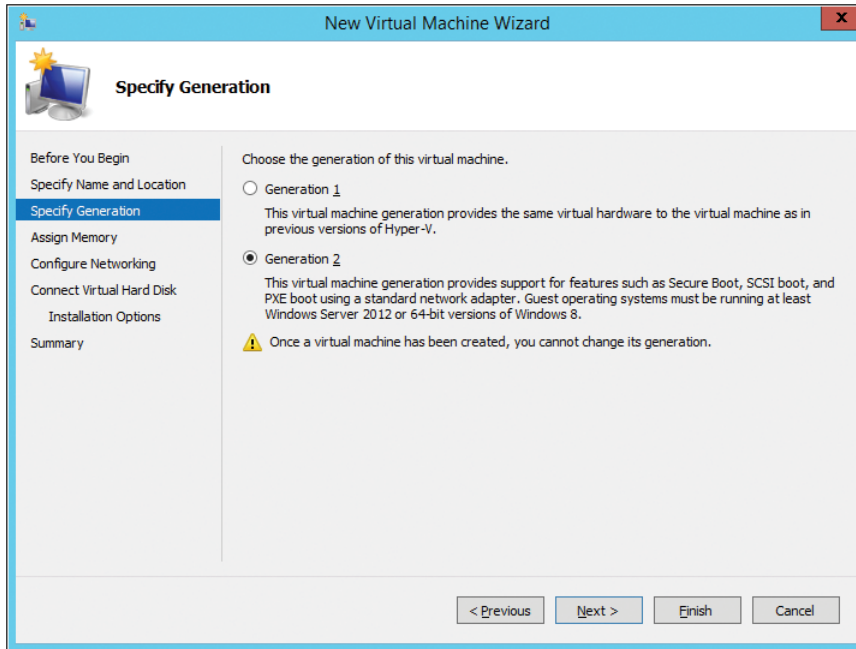 New Virtual Machine Wizard
X
Specify Generation
Before You Begin
Specify Name and Location
Specify Generation
Assign Memory
Configure Networking
Connect Virtual Hard Disk
Installation Options
Summary
Choose the generation of this virtual machine.
Generation 1
This virtual machine generation provides the same virtual hardware to the virtual machine as in
previous versions of Hyper-V.
Generation 2
This virtual machine generation provides support for features such as Secure Boot, SCSI boot, and
PXE boot using a standard network adapter. Guest operating systems must be running at least
Windows Server 2012 or 64-bit versions of Windows 8.
Once a virtual machine has been created, you cannot change its generation.
< Previous
Next >
Finish
Cancel